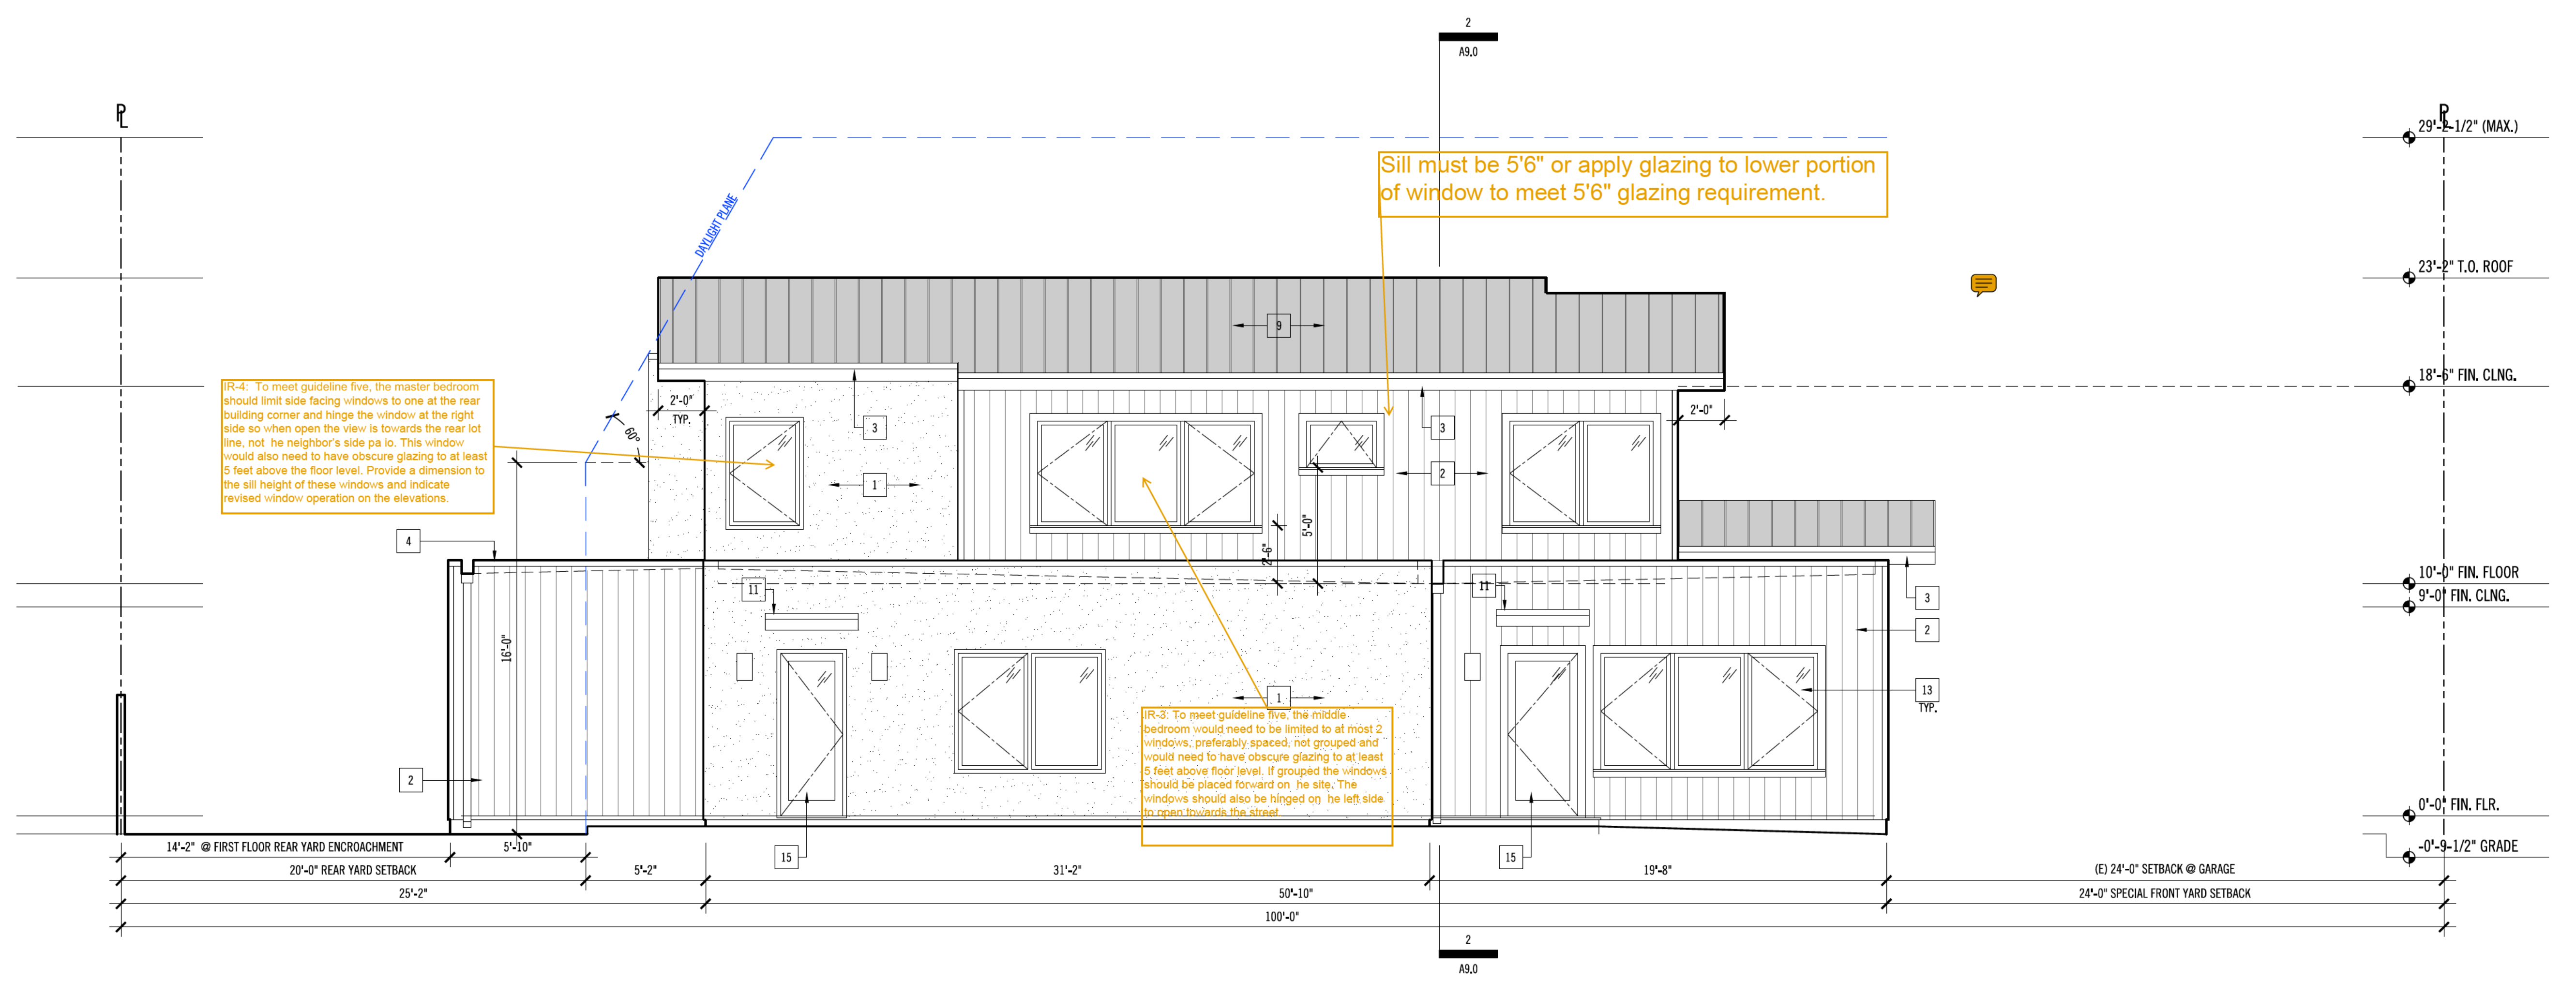 2
A9.0
PL
PL
29'-2-1/2" (MAX.)
Sill must be 5'6" or apply glazing to lower portion
of window to meet 5'6" glazing requirement.
DAYLIGHT PLANE
23'-2" T.O. ROOF
9
18'-6" FIN. CLNG.
IR-4: To meet guideline five, the master bedroom
should limit side facing windows to one at the rear
building corner and hinge the window at the right
side so when open the view is towards the rear lot
line, not he neighbor's side pa io. This window
would also need to have obscure glazing to at least
5 feet above the floor level. Provide a dimension to
the sill height of these windows and indicate
revised window operation on the elevations.
2'-0"
TYP.
2'-0"
3
3
60°
1
2
4
5'-0"
2'-6"
10'-0" FIN. FLOOR
9'-0" FIN. CLNG.
11
11
3
2
16'-0"
1
13
TYP.
IR-3: To meet guideline five, the middle
bedroom would need to be limited to at most 2
windows, preferably spaced, not grouped and
would need to have obscure glazing to at least
5 feet above floor level. If grouped the windows
should be placed forward on he site. The
windows should also be hinged on he left side
to open towards the street
2
0'-0" FIN. FLR.
-0'-9-1/2" GRADE
14'-2" @ FIRST FLOOR REAR YARD ENCROACHMENT
5'-10"
15
15
20'-0" REAR YARD SETBACK
5'-2"
31'-2"
19'-8"
(E) 24'-0" SETBACK @ GARAGE
25'-2"
50'-10"
24'-0" SPECIAL FRONT YARD SETBACK
100'-0"
2
A9.0